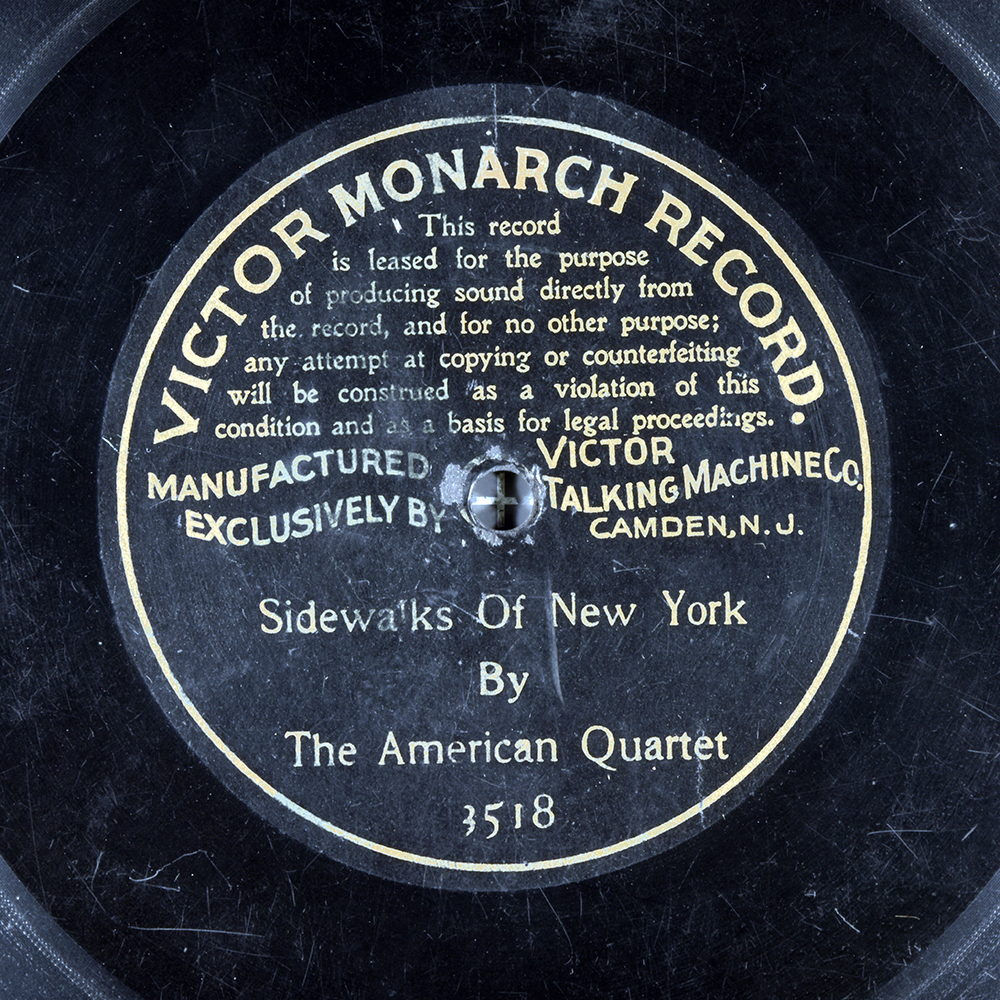 VICTOR MONARCH RECORD.
This record
is leased for the purpose
of producing sound directly from
the record, and for no other purpose;
any attempt at copying or counterfeiting
will be construed as a violation of this
condition and as a basis for legal proceedings.
MANUFACTURED
EXCLUSIVELY BY
VICTOR
TALKING MACHINE CO.
CAMDEN, N. J.
Sidewalks Of New York
By
The American Quartet
3518